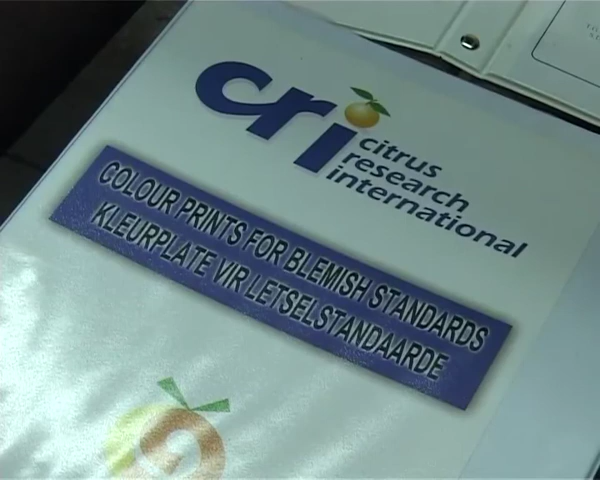 cri
citrus
research
international
COLOUR PRINTS FOR BLEMISH STANDARDS
KLEURPLATE VIR LETSELSTANDAARDE